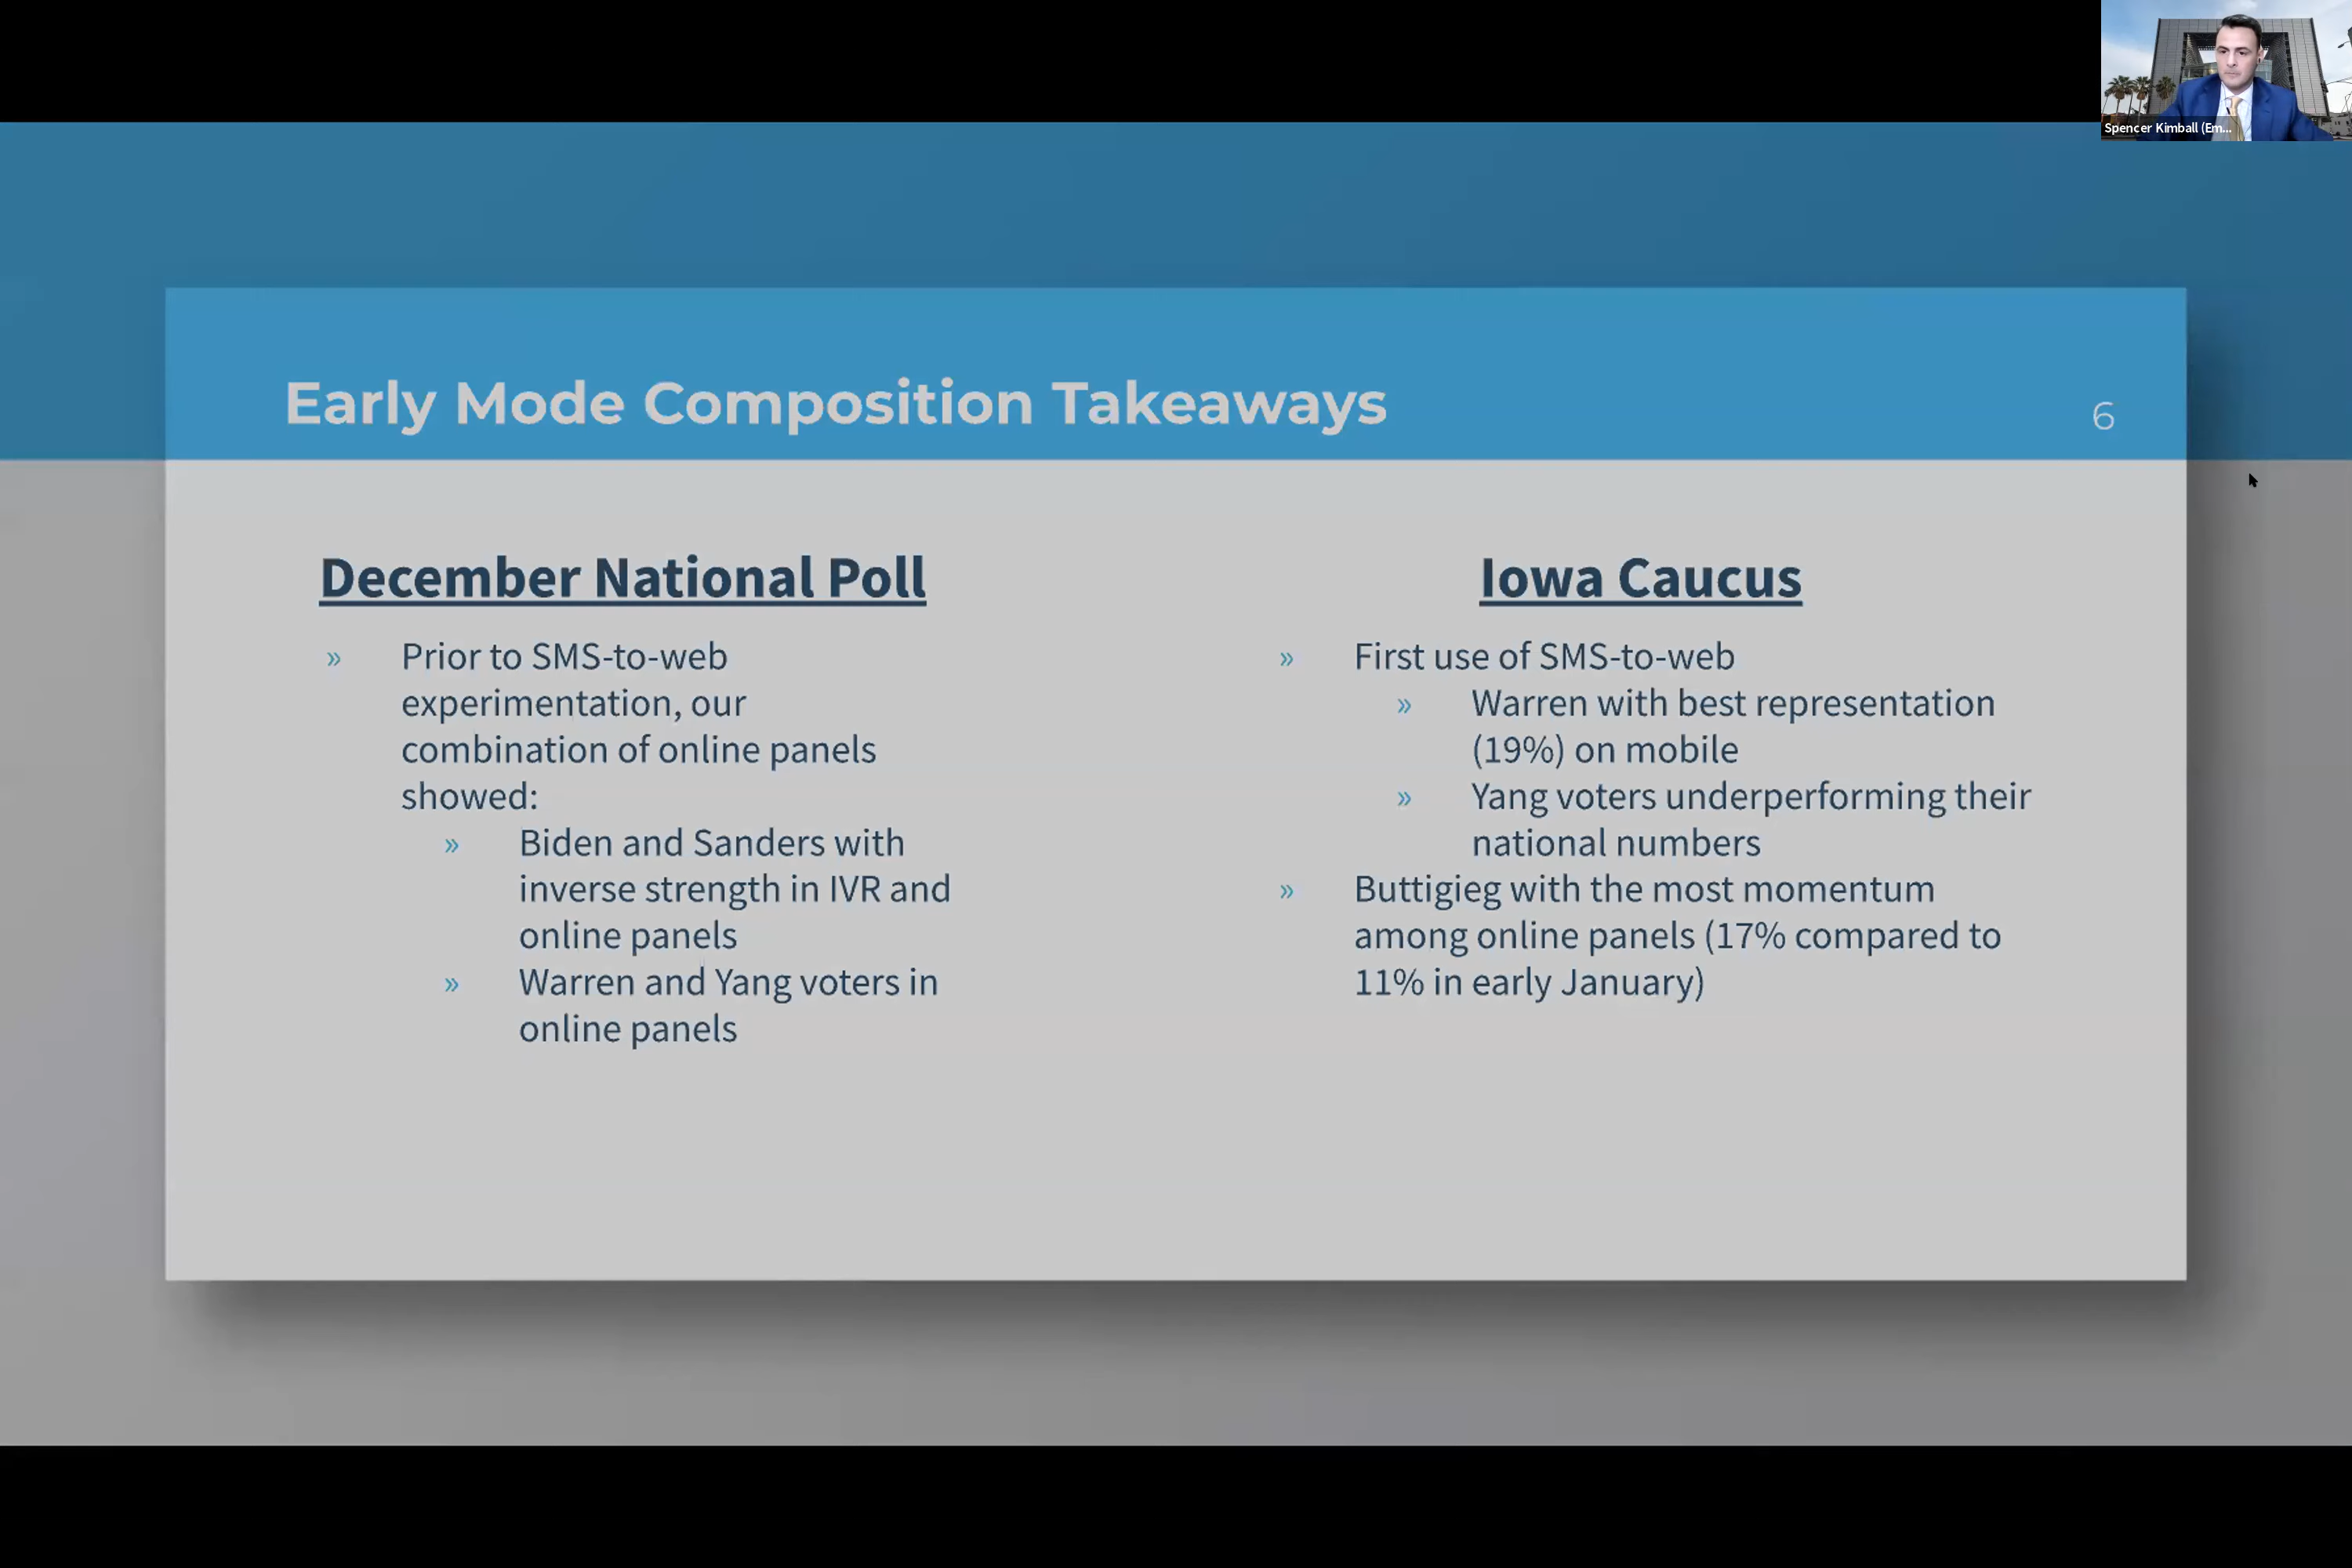 Spencer Kimball (Em...
Early Mode Composition Takeaways
6
December National Poll
» Prior to SMS-to-web
experimentation, our
combination of online panels
showed:
» Biden and Sanders with
inverse strength in IVR and
online panels
» Warren and Yang voters in
online panels
Iowa Caucus
» First use of SMS-to-web
» Warren with best representation
(19%) on mobile
» Yang voters underperforming their
national numbers
» Buttigieg with the most momentum
among online panels (17% compared to
11% in early January)